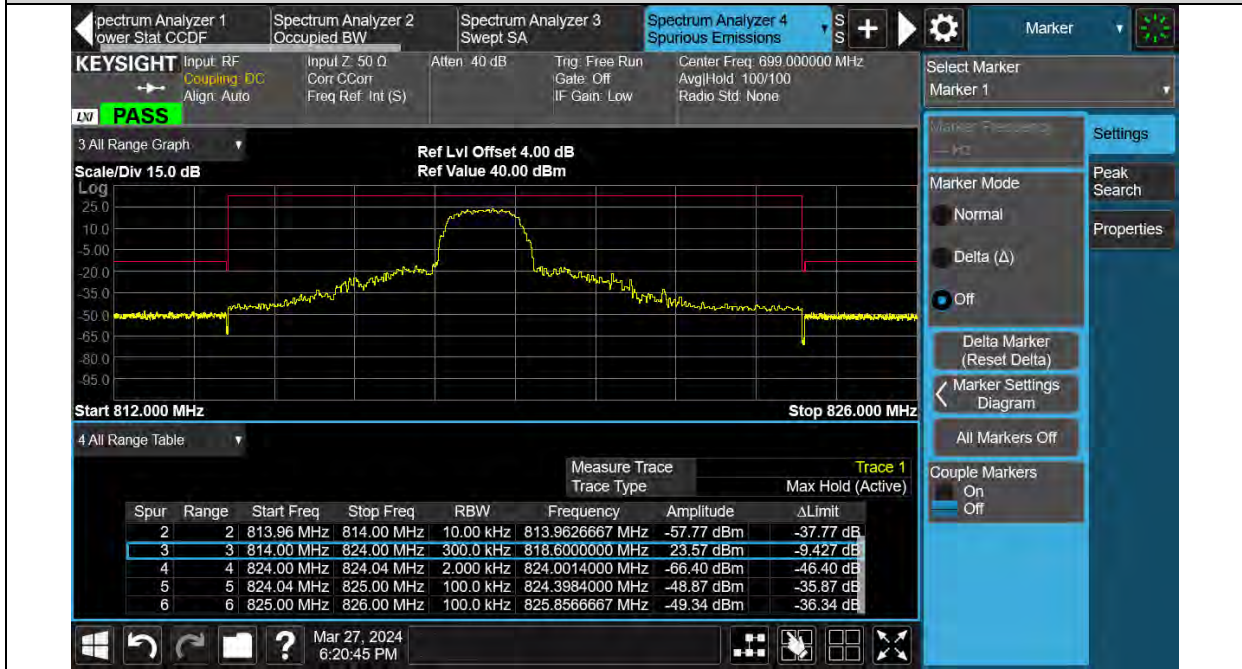 pectrum Analyzer 1
ower Stat CCDF
Spectrum Analyzer 2
Occupied BW
Spectrum Analyzer 3
Swept SA
Spectrum Analyzer 4
Spurious Emissions
S
S
+
Marker
KEYSIGHT
Input: RF
Coupling: DC
Align: Auto
Input Z: 50 Ω
Corr CCorr
Freq Ref: Int (S)
Atten: 40 dB
Trig: Free Run
Gate: Off
IF Gain: Low
Center Freq: 699.000000 MHz
Avg|Hold: 100/100
Radio Std: None
LXI PASS
Select Marker
Marker 1
3 All Range Graph
Ref Lvl Offset 4.00 dB
Scale/Div 15.0 dB Ref Value 40.00 dBm
Log
25.0
10.0
-5.00
-20.0
-35.0
-50.0
-65.0
-80.0
-95.0
Start 812.000 MHz Stop 826.000 MHz
Marker Frequency
--- Hz
Marker Mode
Normal
Delta (Δ)
Off
Delta Marker
(Reset Delta)
Marker Settings
Diagram
All Markers Off
Couple Markers
On
Off
Settings
Peak
Search
Properties
4 All Range Table
Measure Trace Trace 1
Trace Type Max Hold (Active)
Spur Range Start Freq Stop Freq RBW Frequency Amplitude ΔLimit
2 2 813.96 MHz 814.00 MHz 10.00 kHz 813.9626667 MHz -57.77 dBm -37.77 dB
3 3 814.00 MHz 824.00 MHz 300.0 kHz 818.6000000 MHz 23.57 dBm -9.427 dB
4 4 824.00 MHz 824.04 MHz 2.000 kHz 824.0014000 MHz -66.40 dBm -46.40 dB
5 5 824.04 MHz 825.00 MHz 100.0 kHz 824.3984000 MHz -48.87 dBm -35.87 dB
6 6 825.00 MHz 826.00 MHz 100.0 kHz 825.8566667 MHz -49.34 dBm -36.34 dB
?
Mar 27, 2024
6:20:45 PM